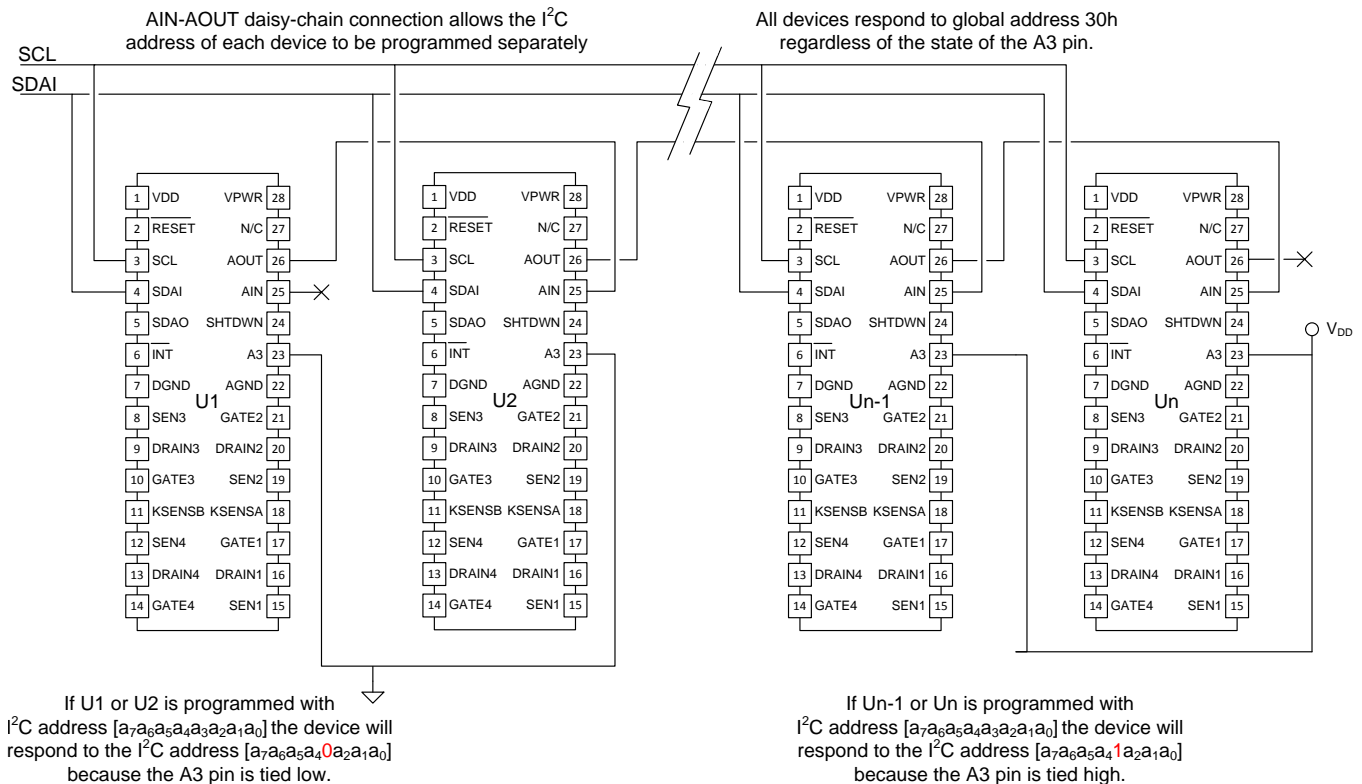 AIN-AOUT daisy-chain connection allows the I²C
address of each device to be programmed separately
All devices respond to global address 30h
regardless of the state of the A3 pin.
SCL
SDAI
1 VDD VPWR 28
2 RESET N/C 27
3 SCL AOUT 26
4 SDAI AIN 25
5 SDAO SHTDWN 24
6 INT A3 23
7 DGND AGND 22
U1
8 SEN3 GATE2 21
9 DRAIN3 DRAIN2 20
10 GATE3 SEN2 19
11 KSENSB KSENSA 18
12 SEN4 GATE1 17
13 DRAIN4 DRAIN1 16
14 GATE4 SEN1 15
1 VDD VPWR 28
2 RESET N/C 27
3 SCL AOUT 26
4 SDAI AIN 25
5 SDAO SHTDWN 24
6 INT A3 23
7 DGND AGND 22
U2
8 SEN3 GATE2 21
9 DRAIN3 DRAIN2 20
10 GATE3 SEN2 19
11 KSENSB KSENSA 18
12 SEN4 GATE1 17
13 DRAIN4 DRAIN1 16
14 GATE4 SEN1 15
1 VDD VPWR 28
2 RESET N/C 27
3 SCL AOUT 26
4 SDAI AIN 25
5 SDAO SHTDWN 24
6 INT A3 23
7 DGND AGND 22
Un-1
8 SEN3 GATE2 21
9 DRAIN3 DRAIN2 20
10 GATE3 SEN2 19
11 KSENSB KSENSA 18
12 SEN4 GATE1 17
13 DRAIN4 DRAIN1 16
14 GATE4 SEN1 15
1 VDD VPWR 28
2 RESET N/C 27
3 SCL AOUT 26
4 SDAI AIN 25
5 SDAO SHTDWN 24
6 INT A3 23
7 DGND AGND 22
Un
8 SEN3 GATE2 21
9 DRAIN3 DRAIN2 20
10 GATE3 SEN2 19
11 KSENSB KSENSA 18
12 SEN4 GATE1 17
13 DRAIN4 DRAIN1 16
14 GATE4 SEN1 15
V_DD
If U1 or U2 is programmed with
I²C address [a₇a₆a₅a₄a₃a₂a₁a₀] the device will
respond to the I²C address [a₇a₆a₅a₄0a₂a₁a₀]
because the A3 pin is tied low.
If Un-1 or Un is programmed with
I²C address [a₇a₆a₅a₄a₃a₂a₁a₀] the device will
respond to the I²C address [a₇a₆a₅a₄1a₂a₁a₀]
because the A3 pin is tied high.